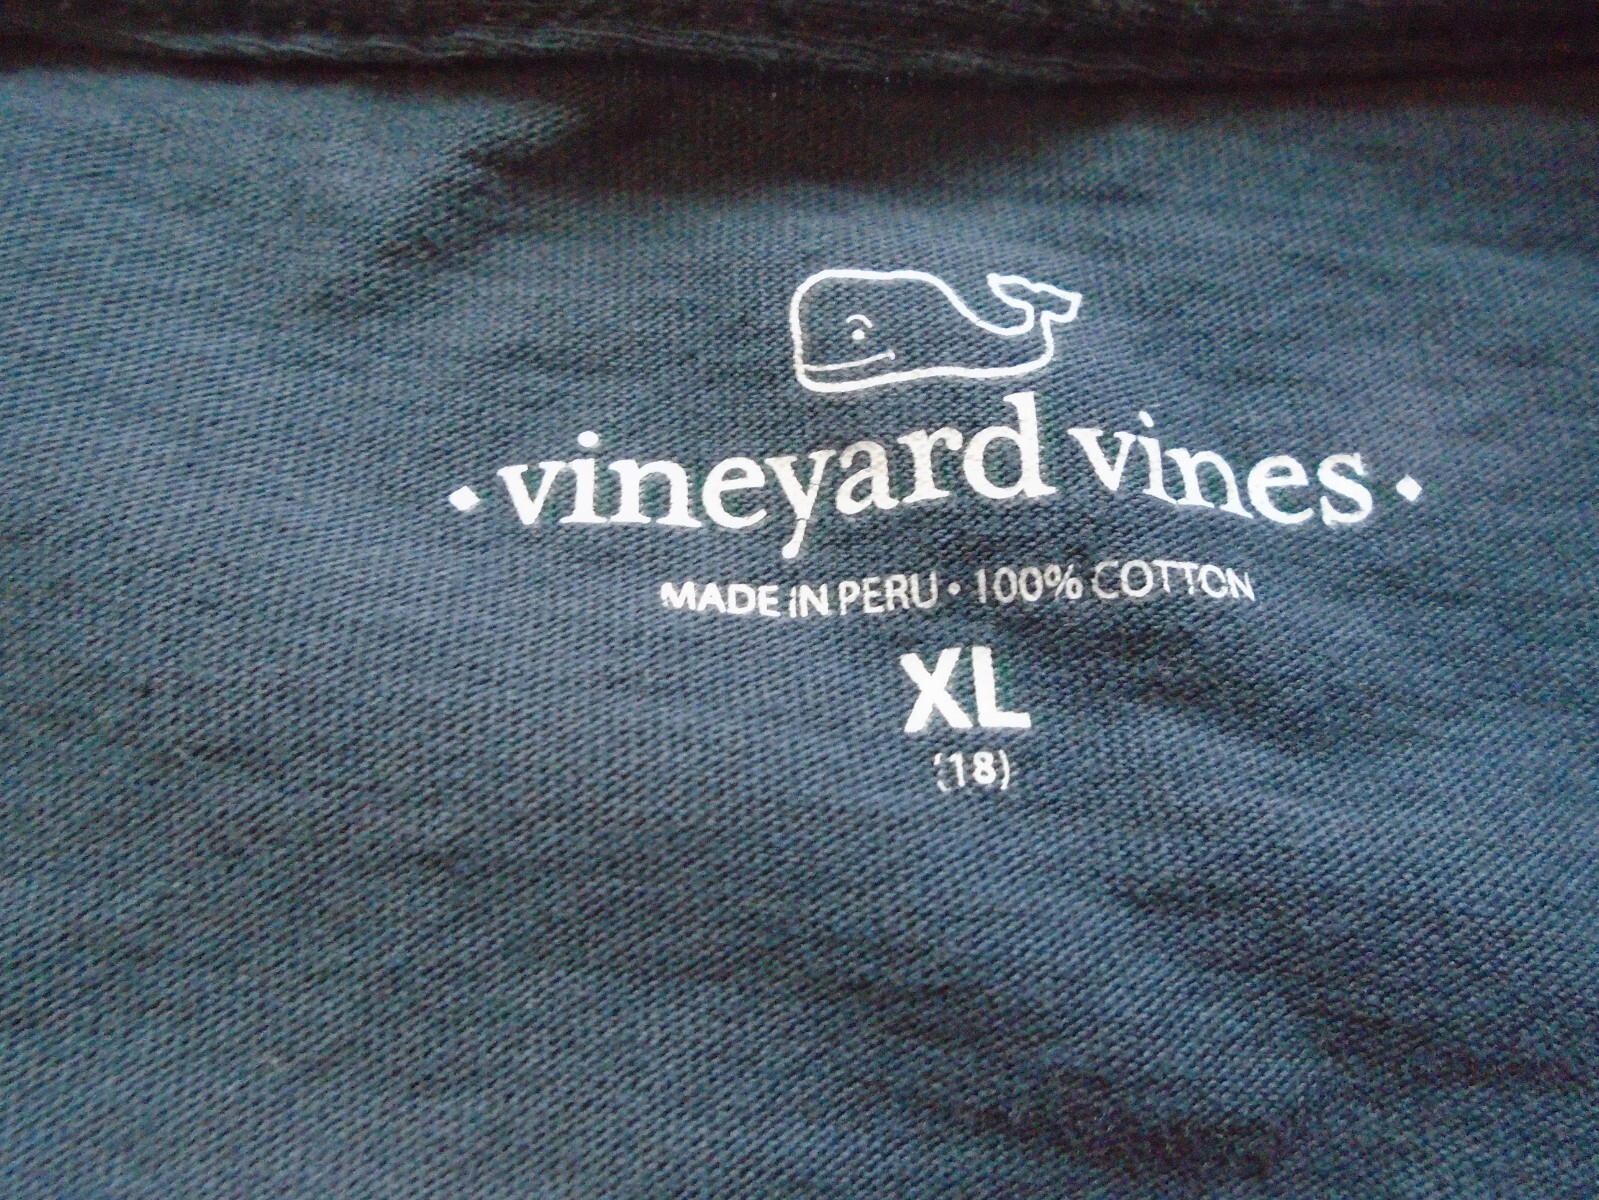 • vineyard vines •
MADE IN PERU • 100% COTTON
XL
(18)